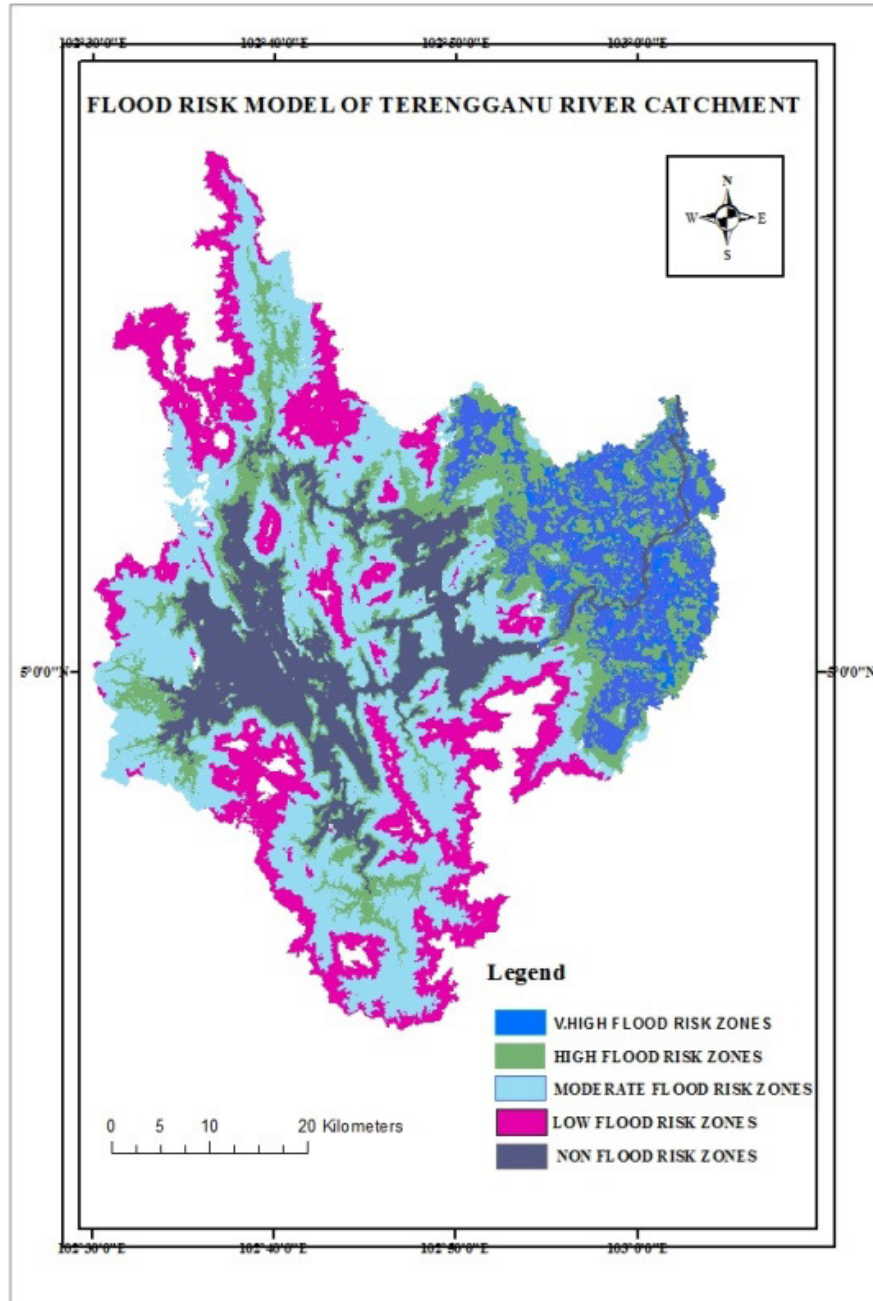 102°30'0"E 102°40'0"E 102°50'0"E 103°0'0"E
FLOOD RISK MODEL OF TERENGGANU RIVER CATCHMENT
N
W E
S
5°0'0"N 5°0'0"N
Legend
V.HIGH FLOOD RISK ZONES
HIGH FLOOD RISK ZONES
MODERATE FLOOD RISK ZONES
LOW FLOOD RISK ZONES
NON FLOOD RISK ZONES
0 5 10 20 Kilometers
102°30'0"E 102°40'0"E 102°50'0"E 103°0'0"E